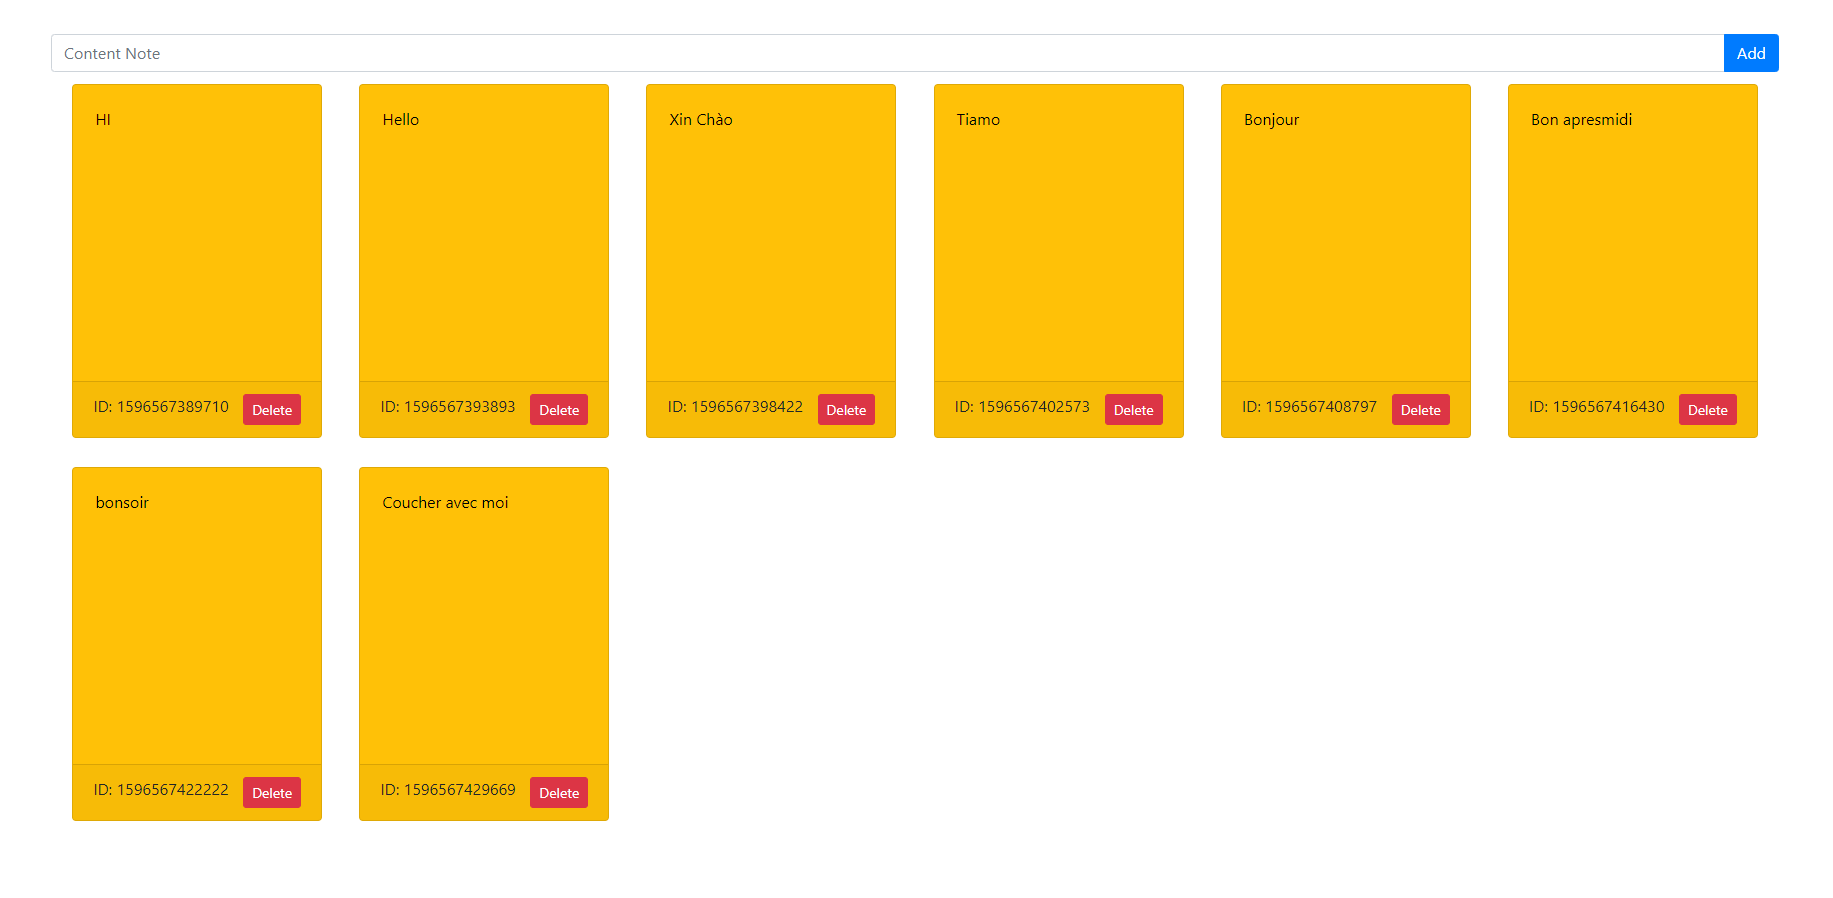 Content Note Add
HI
Hello
Xin Chào
Tiamo
Bonjour
Bon apresmidi
ID: 1596567389710 Delete
ID: 1596567393893 Delete
ID: 1596567398422 Delete
ID: 1596567402573 Delete
ID: 1596567408797 Delete
ID: 1596567416430 Delete
bonsoir
Coucher avec moi
ID: 1596567422222 Delete
ID: 1596567429669 Delete